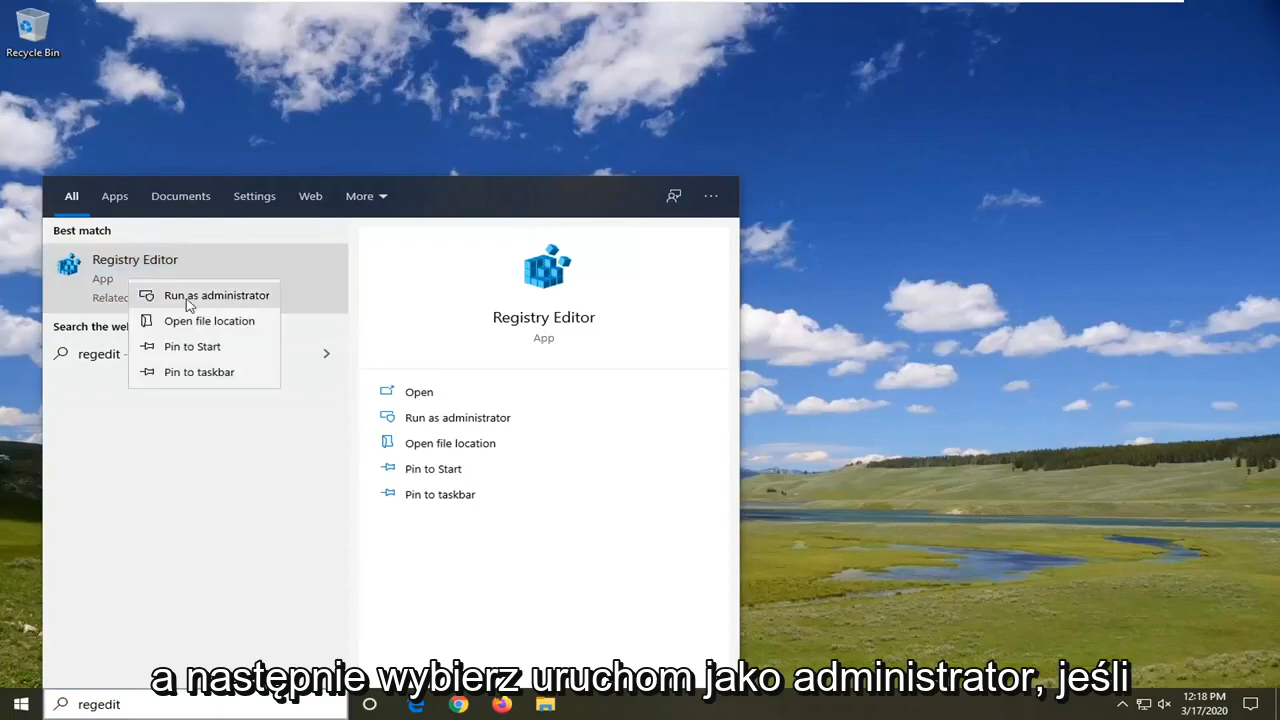 Recycle Bin
All Apps Documents Settings Web More
Best match
Registry Editor
App
Related
Run as administrator
Open file location
Pin to Start
Pin to taskbar
Search the we
regedit -
Registry Editor
App
Open
Run as administrator
Open file location
Pin to Start
Pin to taskbar
a następnie wybierz uruchom jako administrator, jeśli
regedit
12:18 PM
3/17/2020